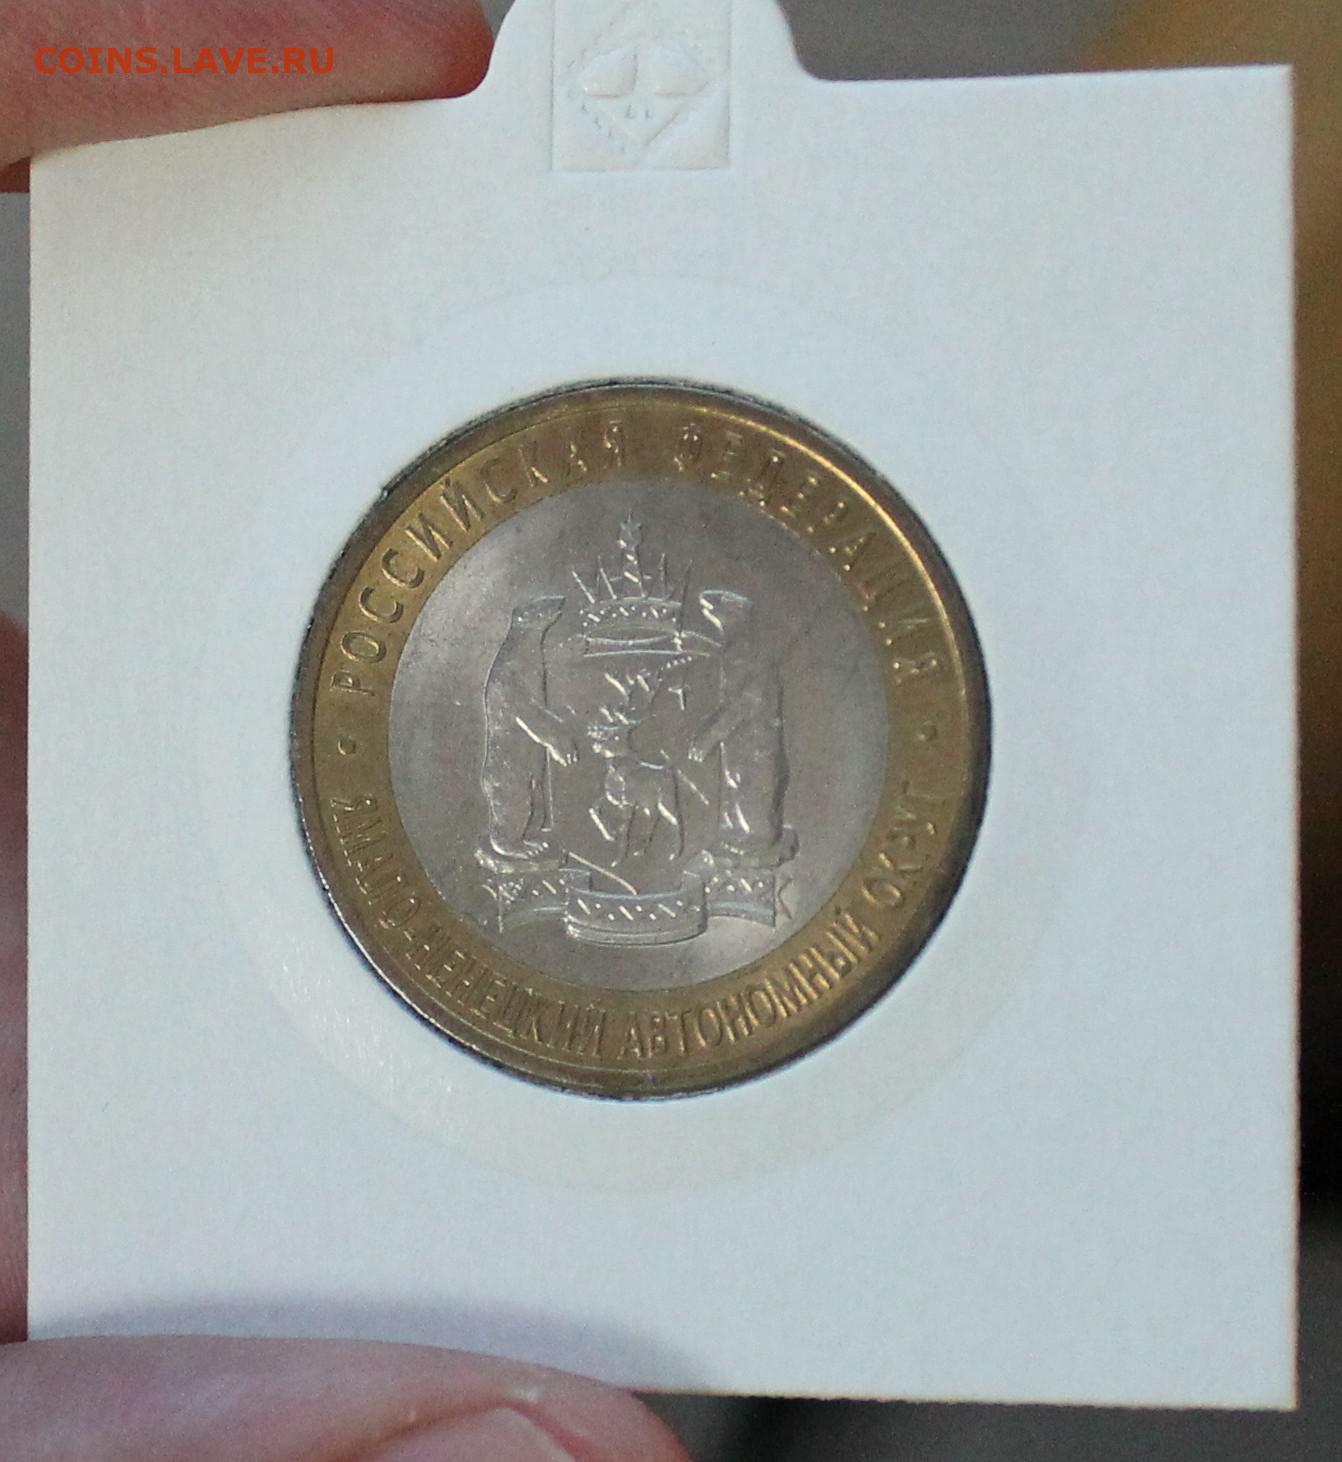 COINS.LAVE.RU
РОССИЙСКАЯ ФЕДЕРАЦИЯ
• ЯМАЛО-НЕНЕЦКИЙ АВТОНОМНЫЙ ОКРУГ •